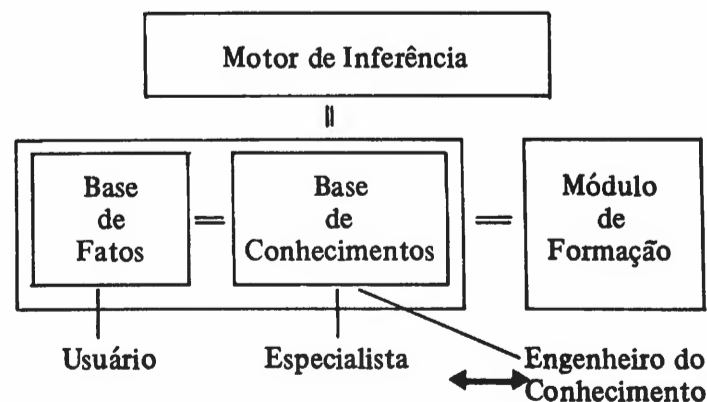 Motor de Inferência
Base
de
Fatos
Base
de
Conhecimentos
Módulo
de
Formação
Usuário
Especialista
Engenheiro do
Conhecimento